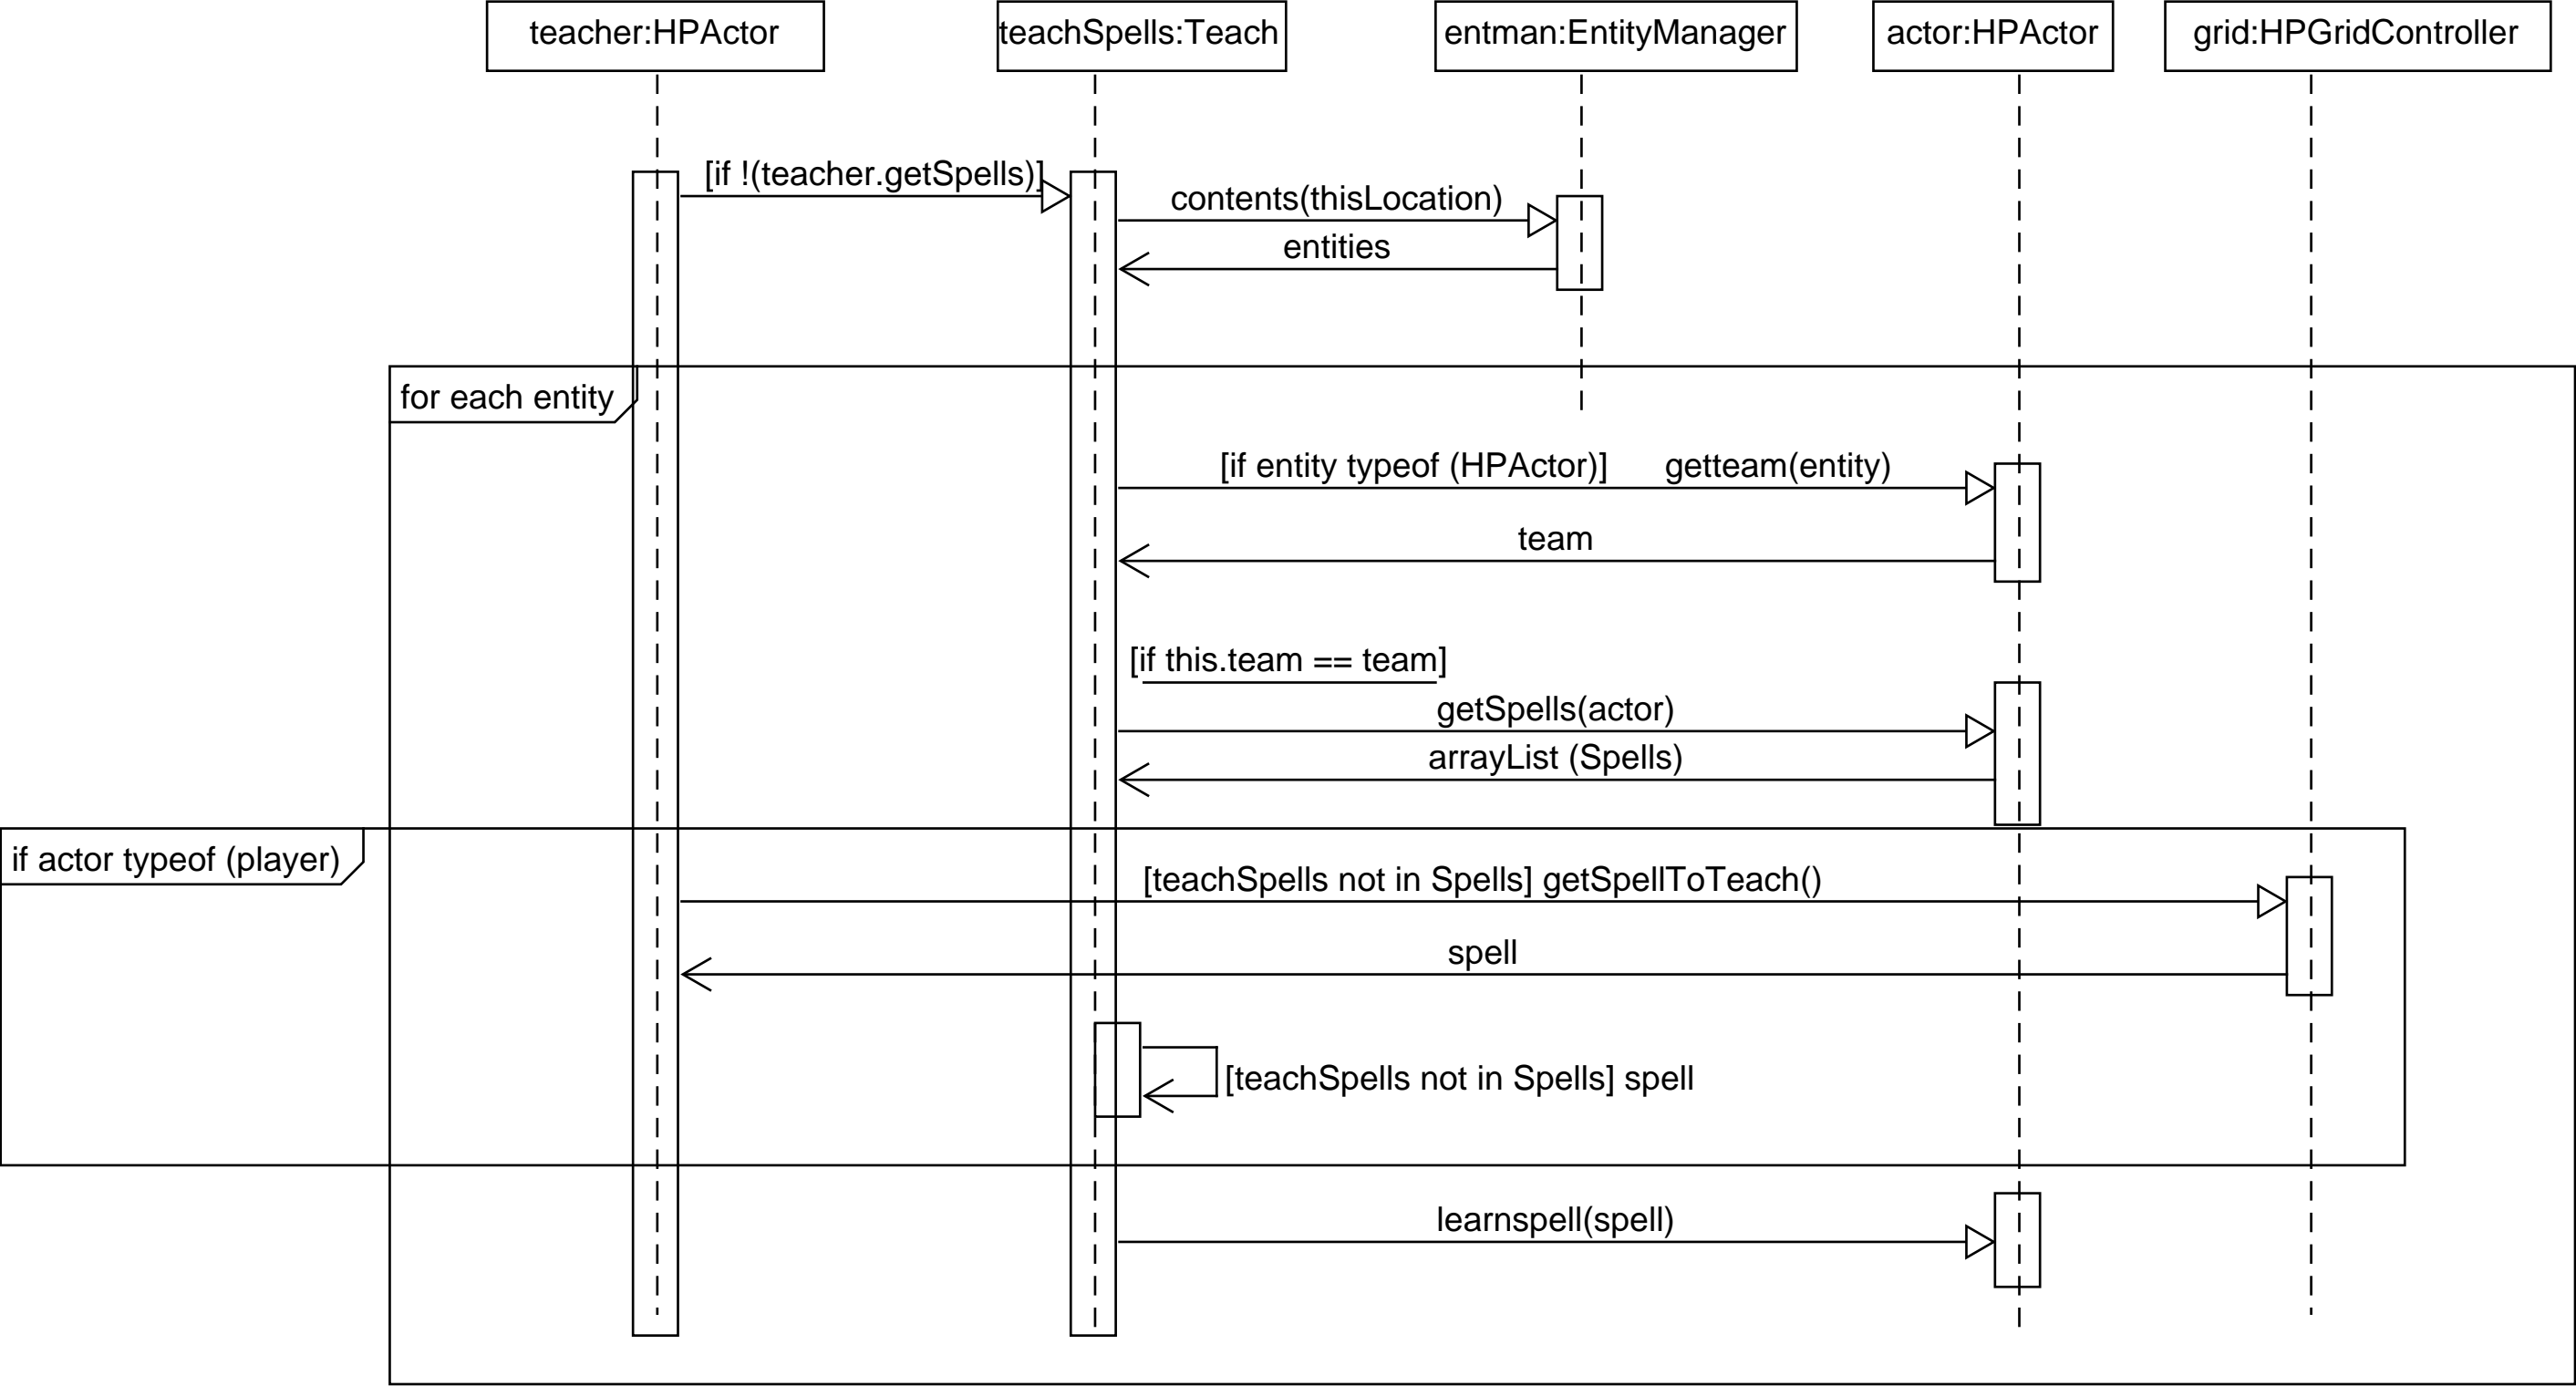 teacher:HPActor
teachSpells:Teach
entman:EntityManager
actor:HPActor
grid:HPGridController
[if !(teacher.getSpells)]
contents(thisLocation)
entities
for each entity
[if entity typeof (HPActor)] getteam(entity)
team
[if this.team == team]
getSpells(actor)
arrayList (Spells)
if actor typeof (player)
[teachSpells not in Spells] getSpellToTeach()
spell
[teachSpells not in Spells] spell
learnspell(spell)